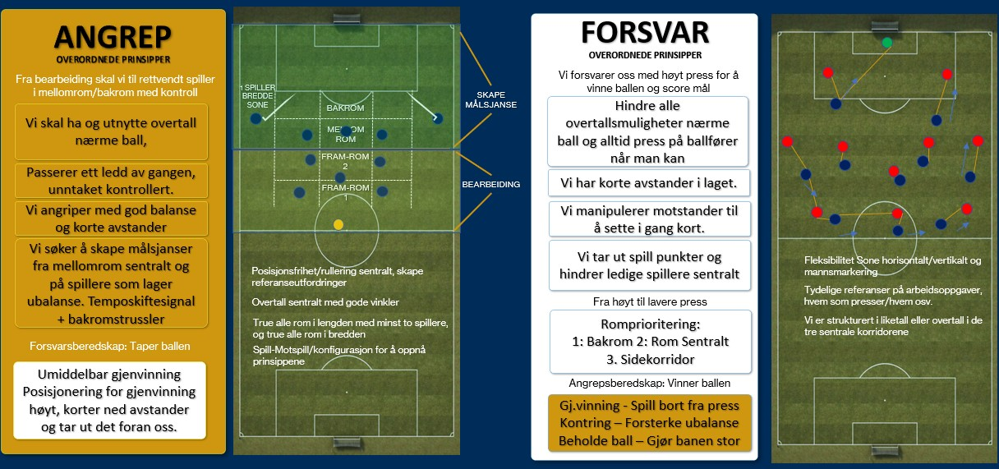 ANGREP
OVERORDNEDE PRINSIPPER
Fra bearbeiding skal vi til rettvendt spiller
i mellomrom/bakrom med kontroll
Vi skal ha og utnytte overtall
nærme ball,
Passerer ett ledd av gangen,
unntaket kontrollert.
Vi angriper med god balanse
og korte avstander
Vi søker å skape målsjanser
fra mellomrom sentralt og
på spillere som lager
ubalanse. Temposkiftesignal
+ bakromstrussler
Forsvarsberedskap: Taper ballen
Umiddelbar gjenvinning
Posisjonering for gjenvinning
høyt, korter ned avstander
og tar ut det foran oss.
1 SPILLER
BREDDE
SONE
BAKROM
ROM
FRAM-ROM
2
FRAM-ROM
1
SKAPE
MÅLSJANSE
BEARBEIDING
Posisjonsfrihet/rullering sentralt, skape
referanseutfordringer
Overtall sentralt med gode vinkler
True alle rom i lengden med minst to spillere,
og true alle rom i bredden
Spill-Motspill/konfigurasjon for å oppnå
prinsippene
FORSVAR
OVERORDNEDE PRINSIPPER
Vi forsvarer oss med høyt press for å
vinne ballen og score mål
Hindre alle
overtallsmuligheter nærme
ball og alltid press på ballfører
når man kan
Vi har korte avstander i laget.
Vi manipulerer motstander til
å sette i gang kort.
Vi tar ut spill punkter og
hindrer ledige spillere sentralt
Fra høyt til lavere press
Romprioritering:
1: Bakrom 2: Rom Sentralt
3. Sidekorridor
Angrepsberedskap: Vinner ballen
Gj.vinning - Spill bort fra press
Kontring – Forsterke ubalanse
Beholde ball – Gjør banen stor
Fleksibilitet Sone horisontalt/vertikalt og
mannsmarkering
Tydelige referanser på arbeidsoppgaver,
hvem som presser/hvem osv.
Vi er strukturert i liketall eller overtall i de
tre sentrale korridorene